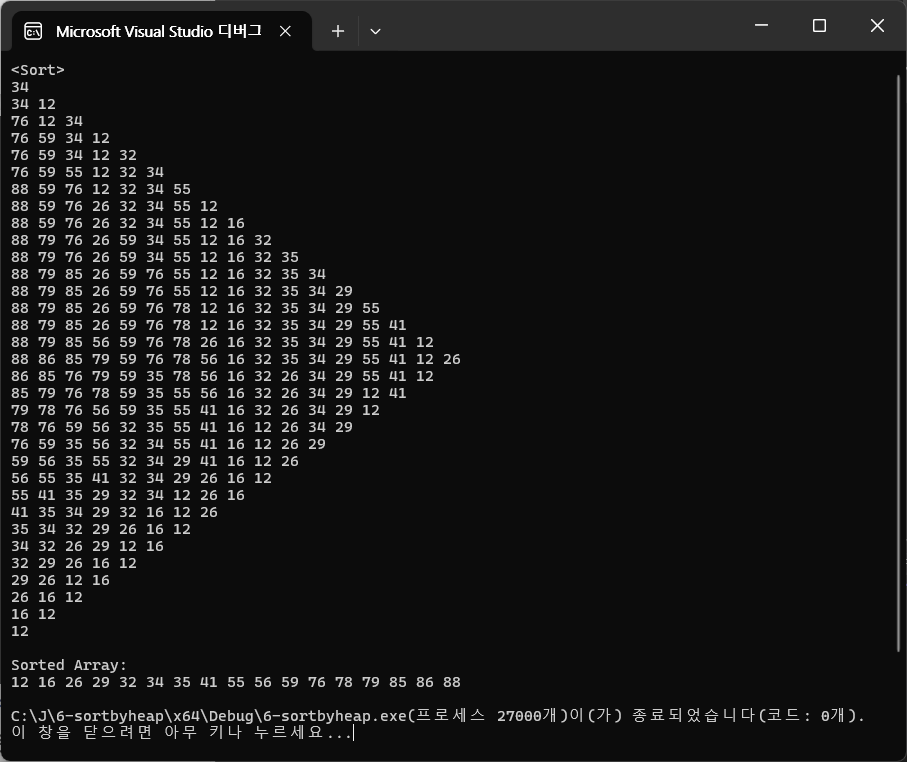 Microsoft Visual Studio 디버그
<Sort>
34
34 12
76 12 34
76 59 34 12
76 59 34 12 32
76 59 55 12 32 34
88 59 76 12 32 34 55
88 59 76 26 32 34 55 12
88 59 76 26 32 34 55 12 16
88 79 76 26 59 34 55 12 16 32
88 79 76 26 59 34 55 12 16 32 35
88 79 85 26 59 76 55 12 16 32 35 34
88 79 85 26 59 76 55 12 16 32 35 34 29
88 79 85 26 59 76 78 12 16 32 35 34 29 55
88 79 85 26 59 76 78 12 16 32 35 34 29 55 41
88 79 85 56 59 76 78 26 16 32 35 34 29 55 41 12
88 86 85 79 59 76 78 56 16 32 35 34 29 55 41 12 26
86 85 76 79 59 35 78 56 16 32 26 34 29 55 41 12
85 79 76 78 59 35 55 56 16 32 26 34 29 12 41
79 78 76 56 59 35 55 41 16 32 26 34 29 12
78 76 59 56 32 35 55 41 16 12 26 34 29
76 59 35 56 32 34 55 41 16 12 26 29
59 56 35 55 32 34 29 41 16 12 26
56 55 35 41 32 34 29 26 16 12
55 41 35 29 32 34 12 26 16
41 35 34 29 32 16 12 26
35 34 32 29 26 16 12
34 32 26 29 12 16
32 29 26 16 12
29 26 12 16
26 16 12
16 12
12
Sorted Array:
12 16 26 29 32 34 35 41 55 56 59 76 78 79 85 86 88
C:\J\6-sortbyheap\x64\Debug\6-sortbyheap.exe(프로세스 27000개)이(가) 종료되었습니다(코드: 0개).
이 창을 닫으려면 아무 키나 누르세요...